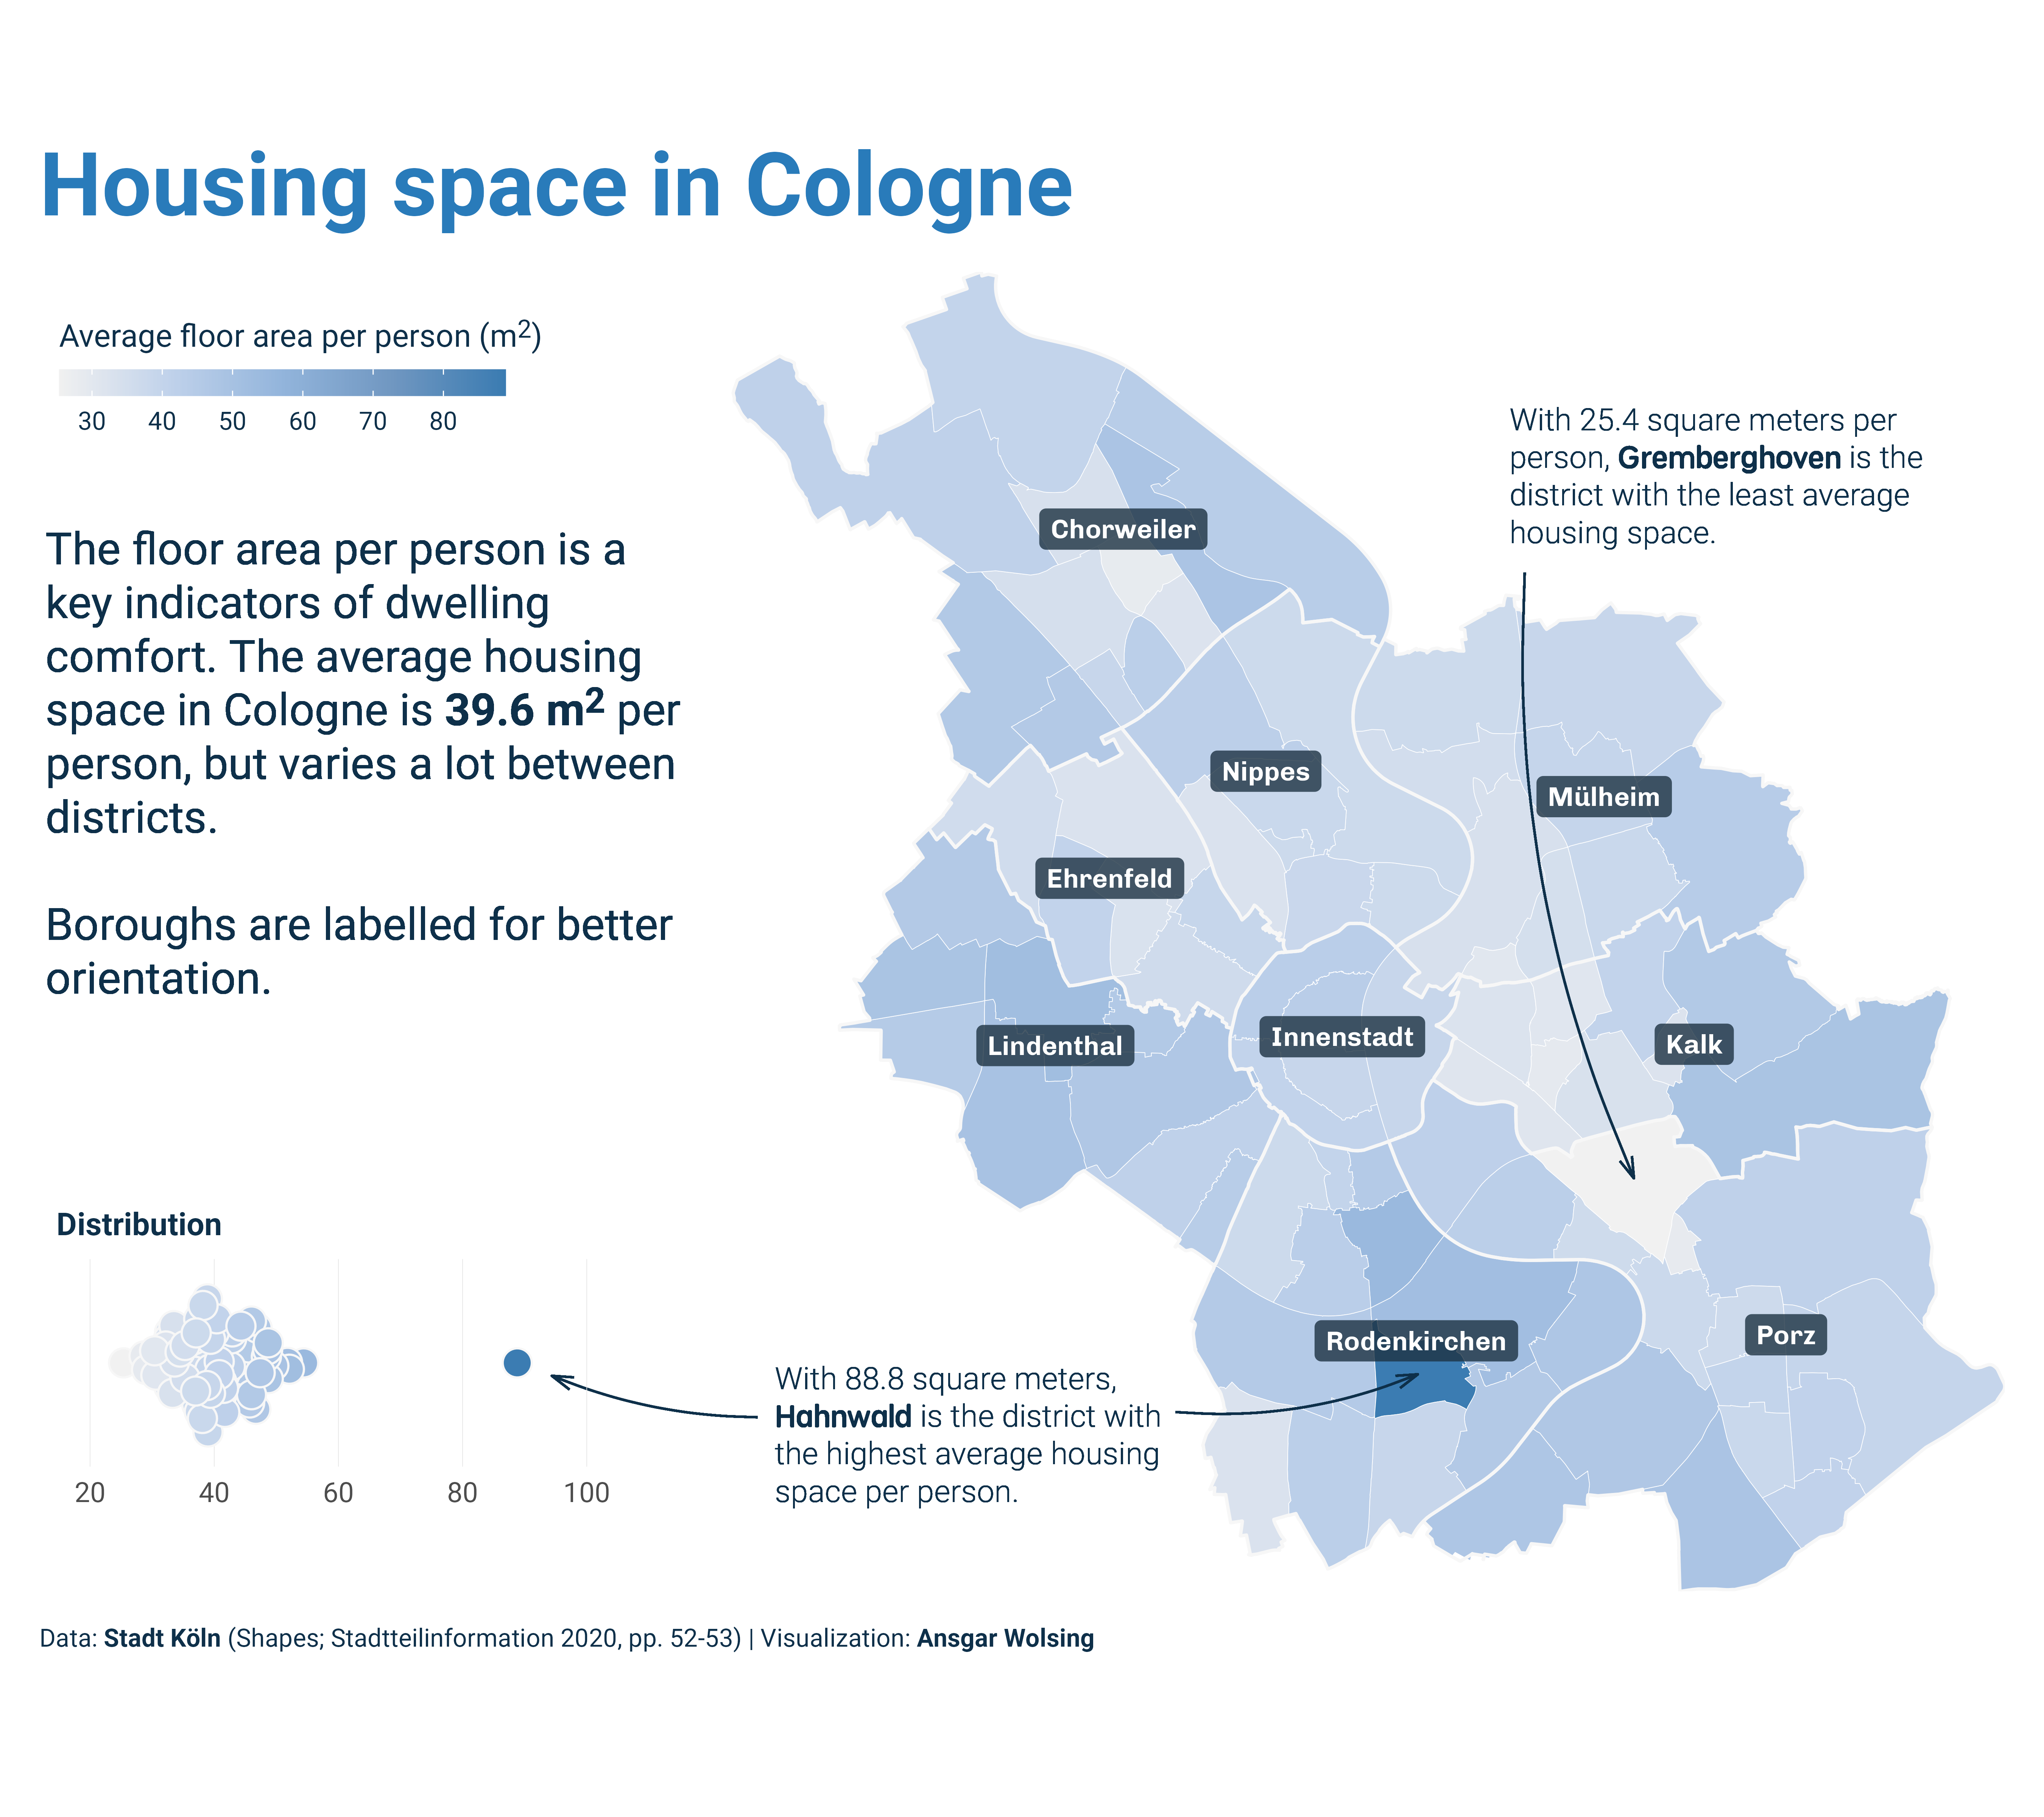 Housing space in Cologne
Average floor area per person (m²)
30 40 50 60 70 80
The floor area per person is a
key indicators of dwelling
comfort. The average housing
space in Cologne is 39.6 m² per
person, but varies a lot between
districts.
Boroughs are labelled for better
orientation.
With 25.4 square meters per
person, Gremberghoven is the
district with the least average
housing space.
Chorweiler
Nippes
Mülheim
Ehrenfeld
Innenstadt
Kalk
Lindenthal
Rodenkirchen
Porz
Distribution
20 40 60 80 100
With 88.8 square meters,
Hahnwald is the district with
the highest average housing
space per person.
Data: Stadt Köln (Shapes; Stadtteilinformation 2020, pp. 52-53) | Visualization: Ansgar Wolsing